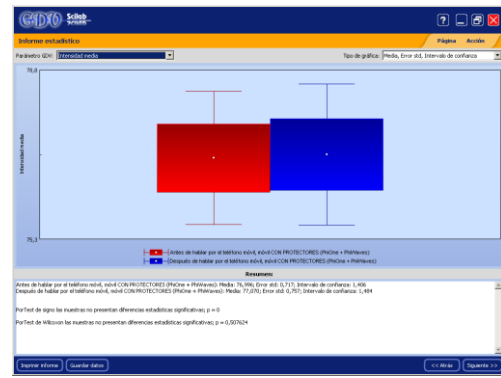 GDV Scilab
Informe estadístico
Página Acción
Parámetro GDV: Intensidad media
Tipo de gráfica: Media, Error std, Intervalo de confianza
Intensidad media
Antes de hablar por el teléfono móvil, móvil CON PROTECTORES (PhiOne + PhiWaves)
Después de hablar por el teléfono móvil, móvil CON PROTECTORES (PhiOne + PhiWaves)
Resumen:
Antes de hablar por el teléfono móvil, móvil CON PROTECTORES (PhiOne + PhiWaves): Media: 76,996; Error std: 0,717; Intervalo de confianza: 1,406
Después de hablar por el teléfono móvil, móvil CON PROTECTORES (PhiOne + PhiWaves): Media: 77,070; Error std: 0,757; Intervalo de confianza: 1,484
PorTest de signo las muestras no presentan diferencias estadísticas significativas; p = 0
PorTest de Wilcoxon las muestras no presentan diferencias estadísticas significativas; p = 0,507624
Imprimir informe Guardar datos << Atrás Siguiente >>